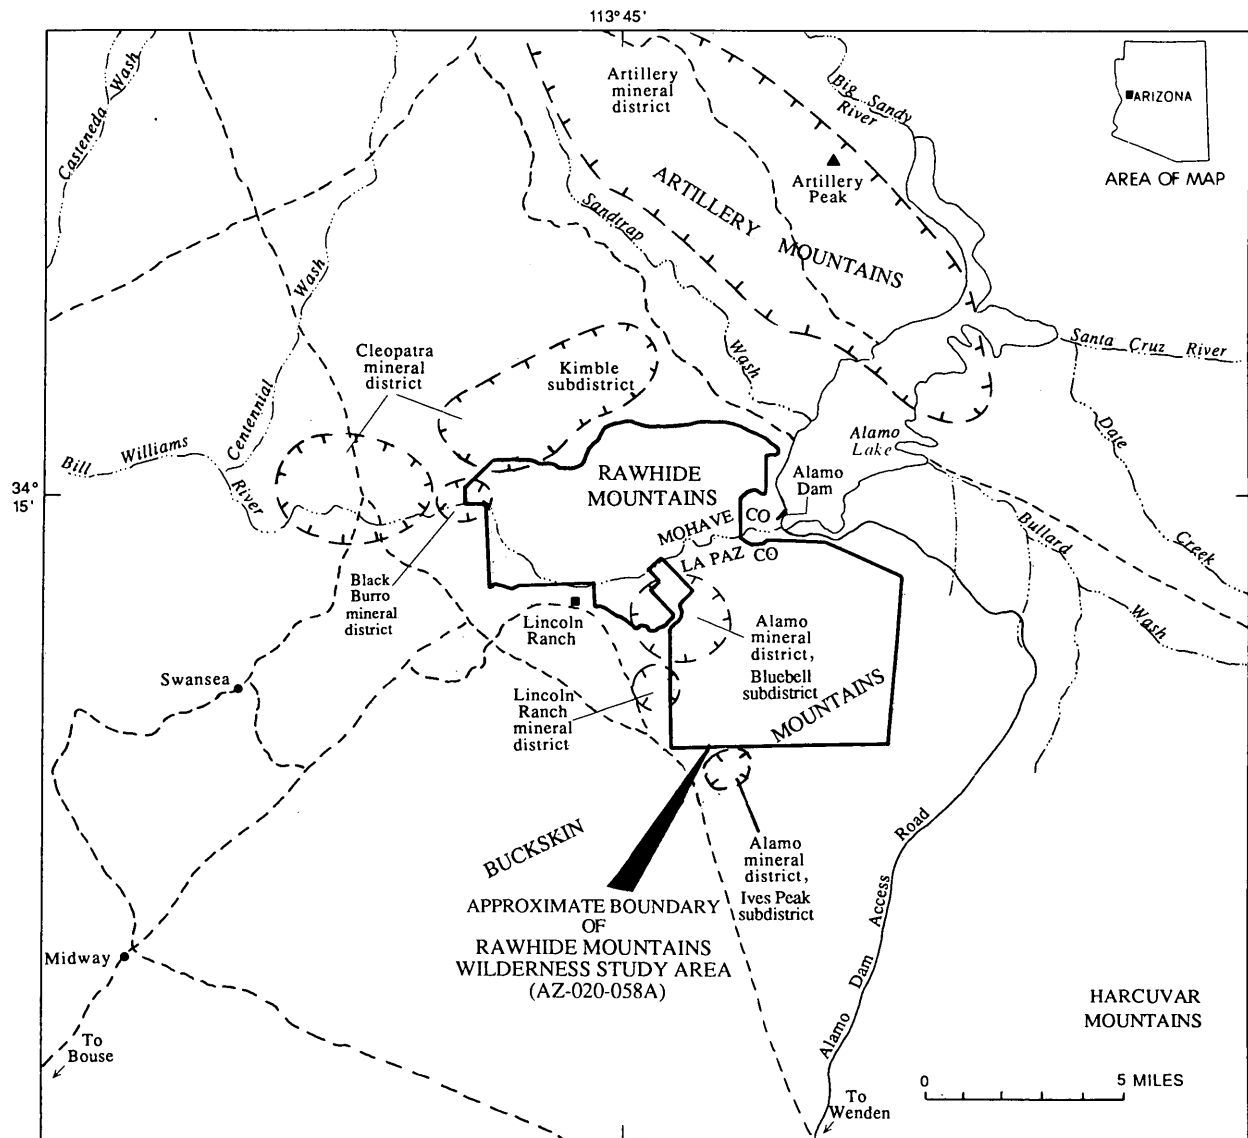 113° 45'
Casteneda Wash
Artillery
mineral
district
Big Sandy
River
ARIZONA
AREA OF MAP
Artillery
Peak
ARTILLERY MOUNTAINS
Sandtrap
Wash
Wash
Centennial
Santa Cruz River
Cleopatra
mineral
district
Kimble
subdistrict
Date
Creek
Alamo
Lake
Bill Williams
River
34°
15'
RAWHIDE
MOUNTAINS
Alamo
Dam
MOHAVE CO
LA PAZ CO
Bullard
Wash
Black
Burro
mineral
district
Lincoln
Ranch
Alamo
mineral
district,
Bluebell
subdistrict
Swansea
Lincoln
Ranch
mineral
district
MOUNTAINS
BUCKSKIN
Alamo
mineral
district,
Ives Peak
subdistrict
Alamo Dam Access Road
APPROXIMATE BOUNDARY
OF
RAWHIDE MOUNTAINS
WILDERNESS STUDY AREA
(AZ-020-058A)
Midway
HARCUVAR
MOUNTAINS
To
Bouse
0 5 MILES
To
Wenden